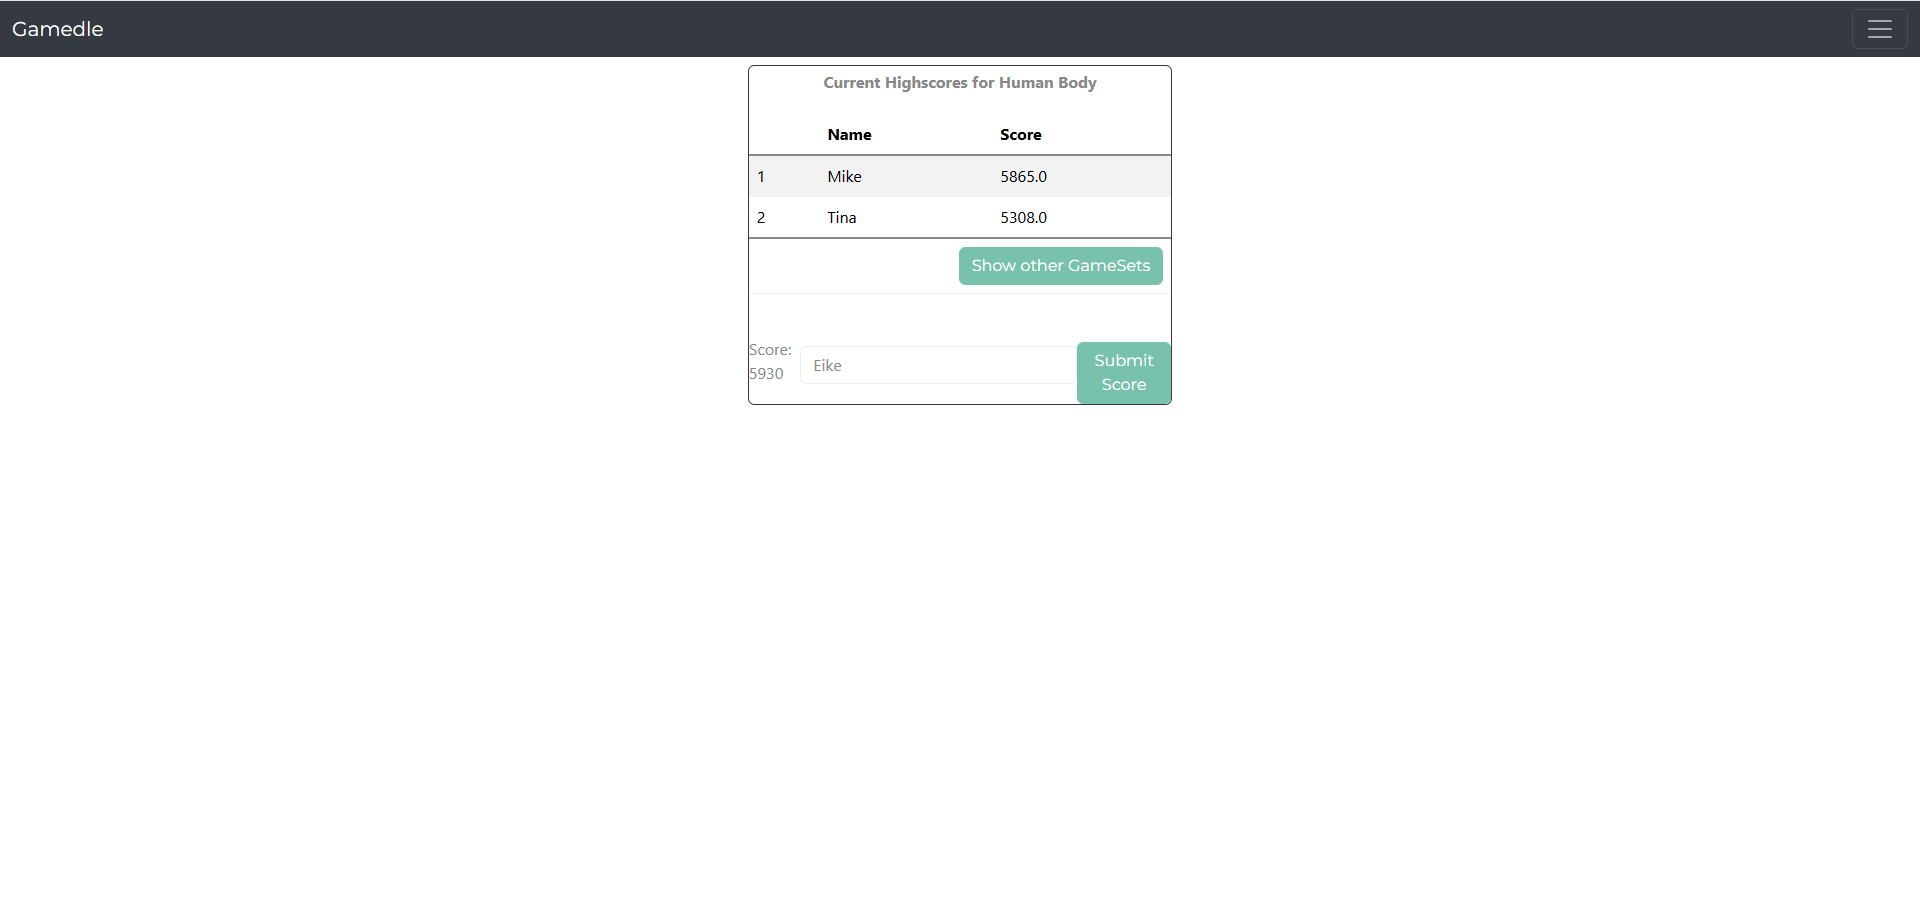 Gamedle
Current Highscores for Human Body
Name Score
1 Mike 5865.0
2 Tina 5308.0
Show other GameSets
Score:
5930
Eike
Submit
Score